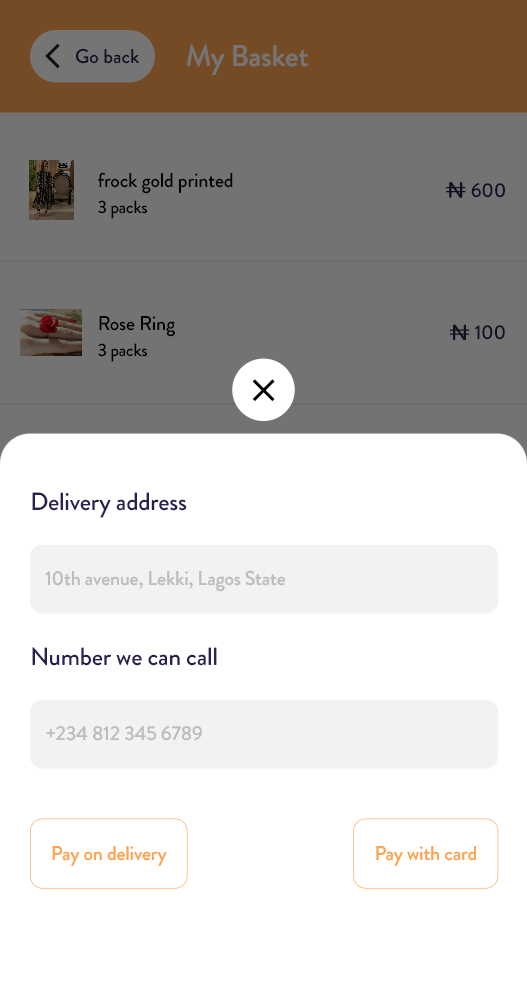 Go back
My Basket
frock gold printed
3 packs
₦ 600
Rose Ring
3 packs
₦ 100
Delivery address
10th avenue, Lekki, Lagos State
Number we can call
+234 812 345 6789
Pay on delivery
Pay with card